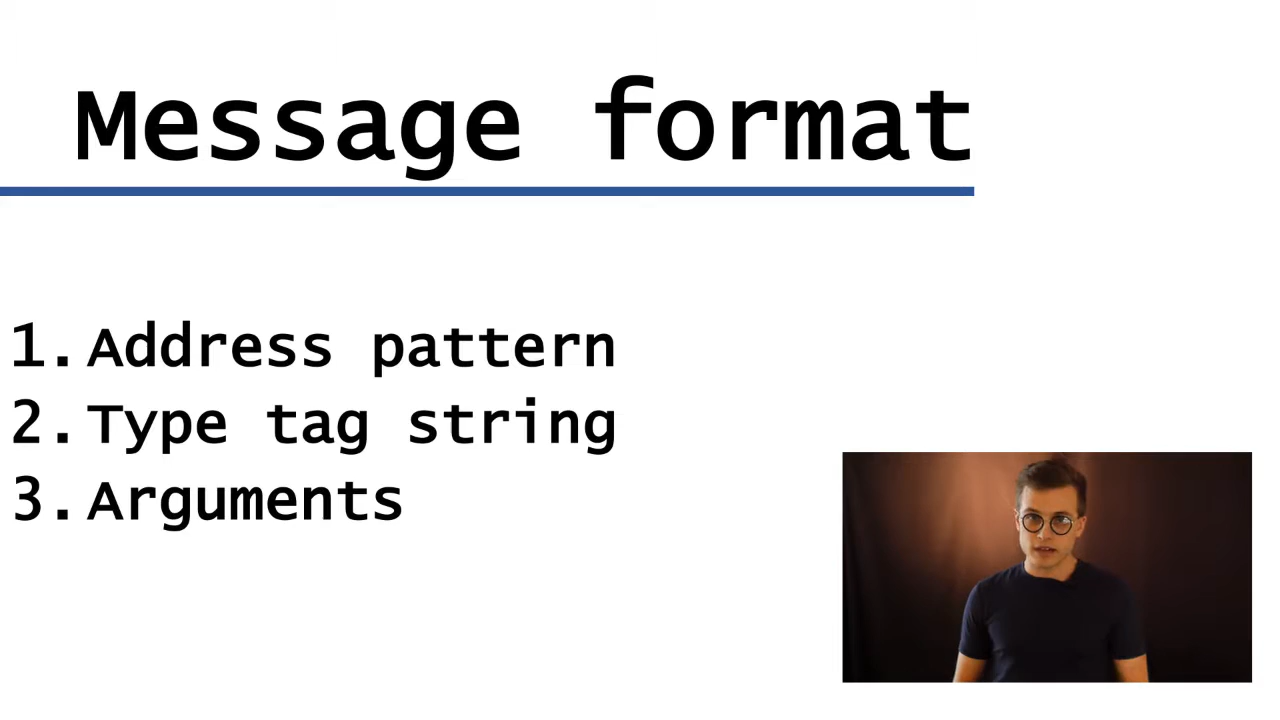 Message format
1. Address pattern
2. Type tag string
3. Arguments